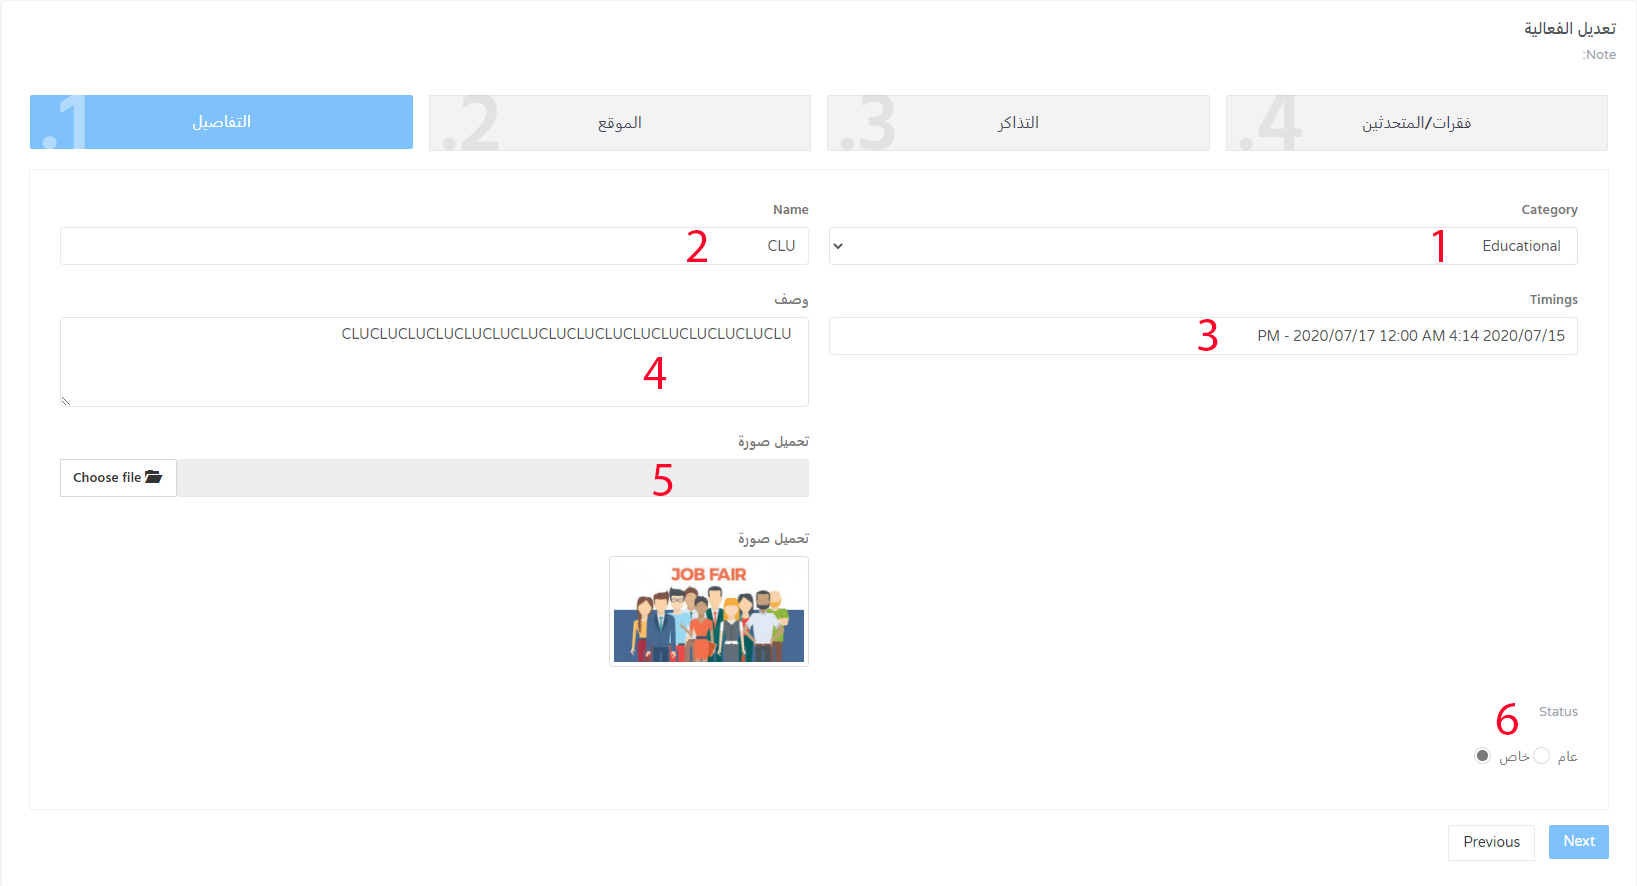 تعديل الفعالية
Note:
1. التفاصيل
2. الموقع
3. التذاكر
4. فقرات/المتحدثين
Category
Educational
1
Name
CLU
2
Timings
PM - 2020/07/17 12:00 AM 4:14 2020/07/15
3
وصف
CLUCLUCLUCLUCLUCLUCLUCLUCLUCLUCLUCLUCLUCLUCLUCLU
4
تحميل صورة
Choose file
5
تحميل صورة
JOB FAIR
Status
6
عام
خاص
Previous
Next